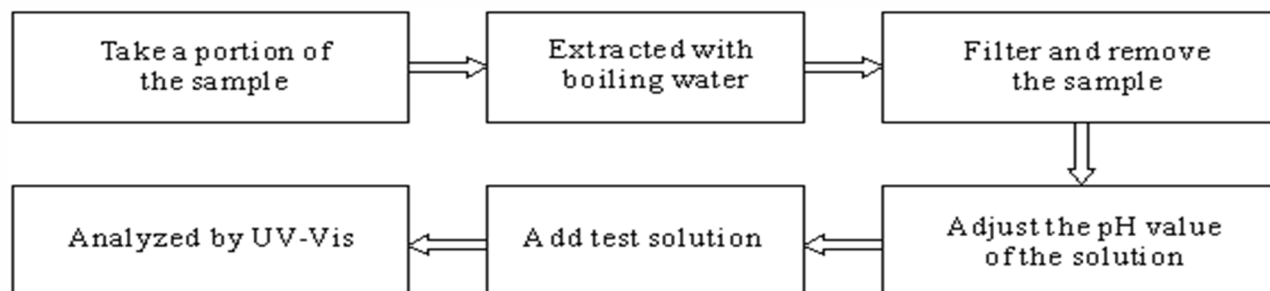 Take a portion of
the sample
Extracted with
boiling water
Filter and remove
the sample
Adjust the pH value
of the solution
Add test solution
Analyzed by UV-Vis